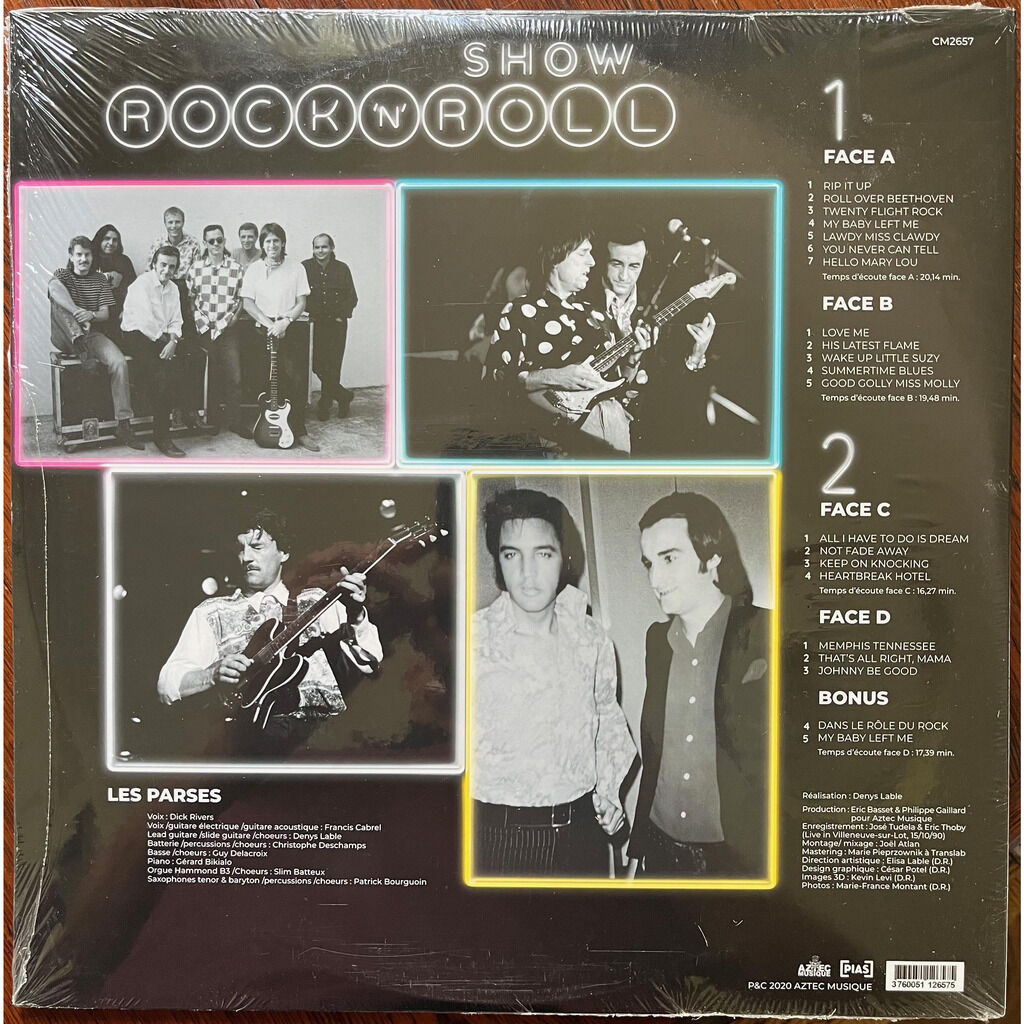 CM2657
SHOW
ROCK'N'ROLL
1
FACE A
1 RIP IT UP
2 ROLL OVER BEETHOVEN
3 TWENTY FLIGHT ROCK
4 MY BABY LEFT ME
5 LAWDY MISS CLAWDY
6 YOU NEVER CAN TELL
7 HELLO MARY LOU
Temps d'écoute face A : 20,14 min.
FACE B
1 LOVE ME
2 HIS LATEST FLAME
3 WAKE UP LITTLE SUZY
4 SUMMERTIME BLUES
5 GOOD GOLLY MISS MOLLY
Temps d'écoute face B : 19,48 min.
2
FACE C
1 ALL I HAVE TO DO IS DREAM
2 NOT FADE AWAY
3 KEEP ON KNOCKING
4 HEARTBREAK HOTEL
Temps d'écoute face C : 16,27 min.
FACE D
1 MEMPHIS TENNESSEE
2 THAT'S ALL RIGHT, MAMA
3 JOHNNY BE GOOD
BONUS
4 DANS LE RÔLE DU ROCK
5 MY BABY LEFT ME
Temps d'écoute face D : 17,39 min.
LES PARSES
Voix : Dick Rivers
Voix /guitare électrique /guitare acoustique : Francis Cabrel
Lead guitare /slide guitare /choeurs : Denys Lable
Batterie /percussions /choeurs : Christophe Deschamps
Basse /choeurs : Guy Delacroix
Piano : Gérard Bikialo
Orgue Hammond B3 /Choeurs : Slim Batteux
Saxophones tenor & baryton /percussions /choeurs : Patrick Bourguoin
Réalisation : Denys Lable
Production : Eric Basset & Philippe Gaillard
pour Aztec Musique
Enregistrement : José Tudela & Eric Thoby
(Live in Villeneuve-sur-Lot, 15/10/90)
Montage/ mixage : Joël Atlan
Mastering : Marie Pieprzownik à Translab
Direction artistique : Elisa Lable (D.R.)
Design graphique : César Potel (D.R.)
Images 3D : Kevin Levi (D.R.)
Photos : Marie-France Montant (D.R.)
AZTEC
MUSIQUE
[PIAS]
P&C 2020 AZTEC MUSIQUE
3 760051 126575